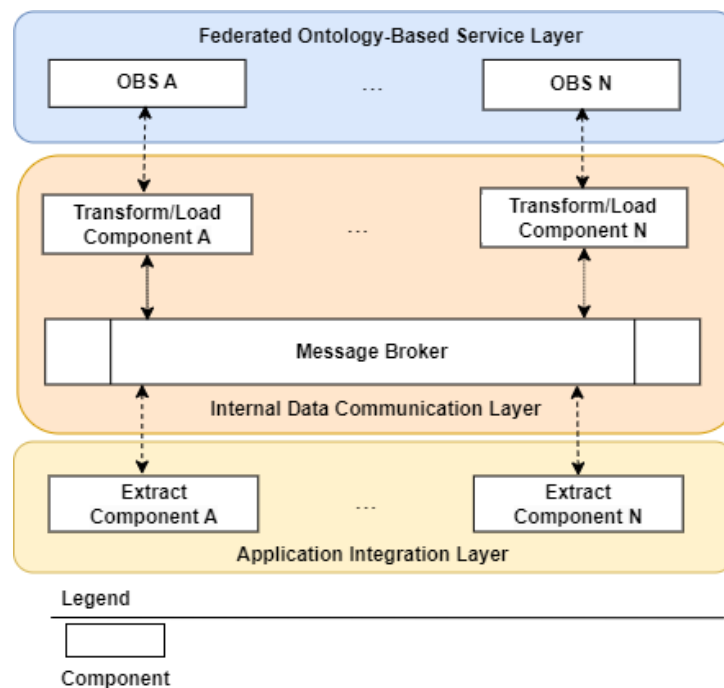 Federated Ontology-Based Service Layer
OBS A
...
OBS N
Transform/Load
Component A
...
Transform/Load
Component N
Message Broker
Internal Data Communication Layer
Extract
Component A
...
Extract
Component N
Application Integration Layer
Legend
Component